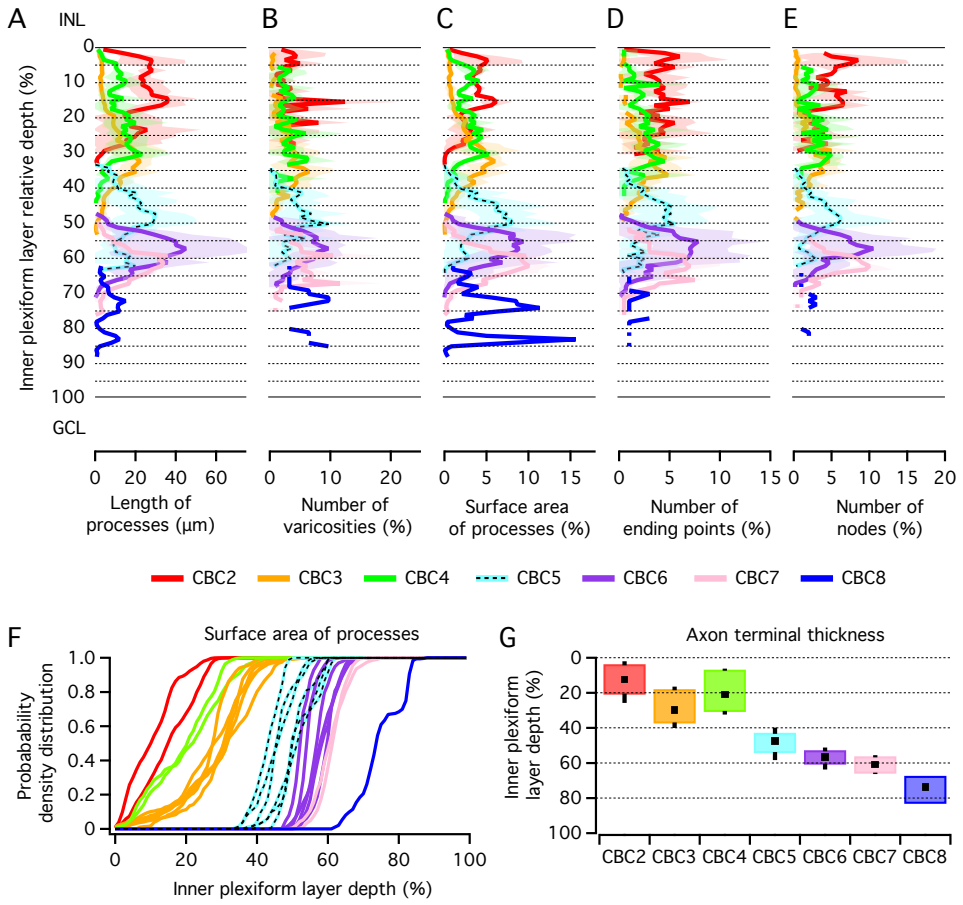 A B C D E
INL
0
10
20
30
40
50
60
70
80
90
100
GCL
Inner plexiform layer relative depth (%)
0 20 40 60
Length of
processes (µm)
0 10 20
Number of
varicosities (%)
0 5 10 15
Surface area
of processes (%)
0 5 10 15
Number of
ending points (%)
0 5 10 15 20
Number of
nodes (%)
CBC2 CBC3 CBC4 CBC5 CBC6 CBC7 CBC8
F
Surface area of processes
Probabability
density distribution
1.0
0.8
0.6
0.4
0.2
0
0 20 40 60 80 100
Inner plexiform layer depth (%)
G
Axon terminal thickness
Inner plexiform
layer depth (%)
0
20
40
60
80
100
CBC2 CBC3 CBC4 CBC5 CBC6 CBC7 CBC8